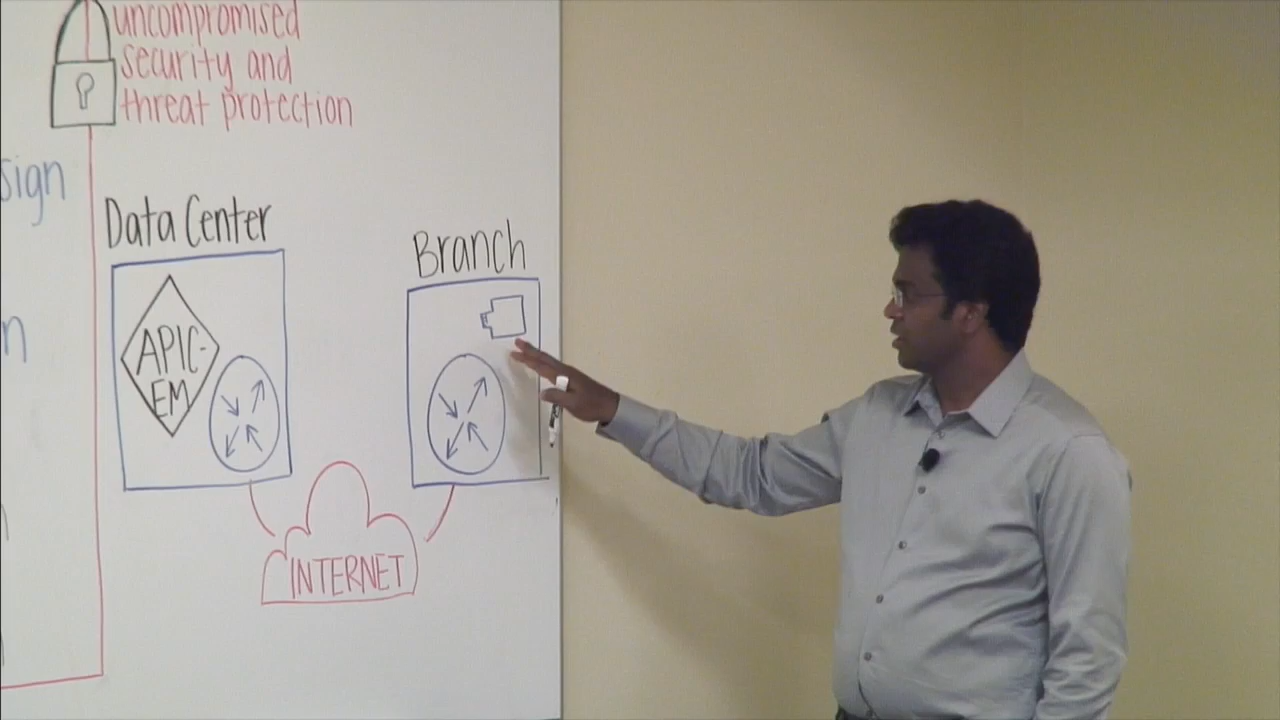 uncompromised
security and
threat protection
sign
Data Center
Branch
APIC-
EM
n
INTERNET